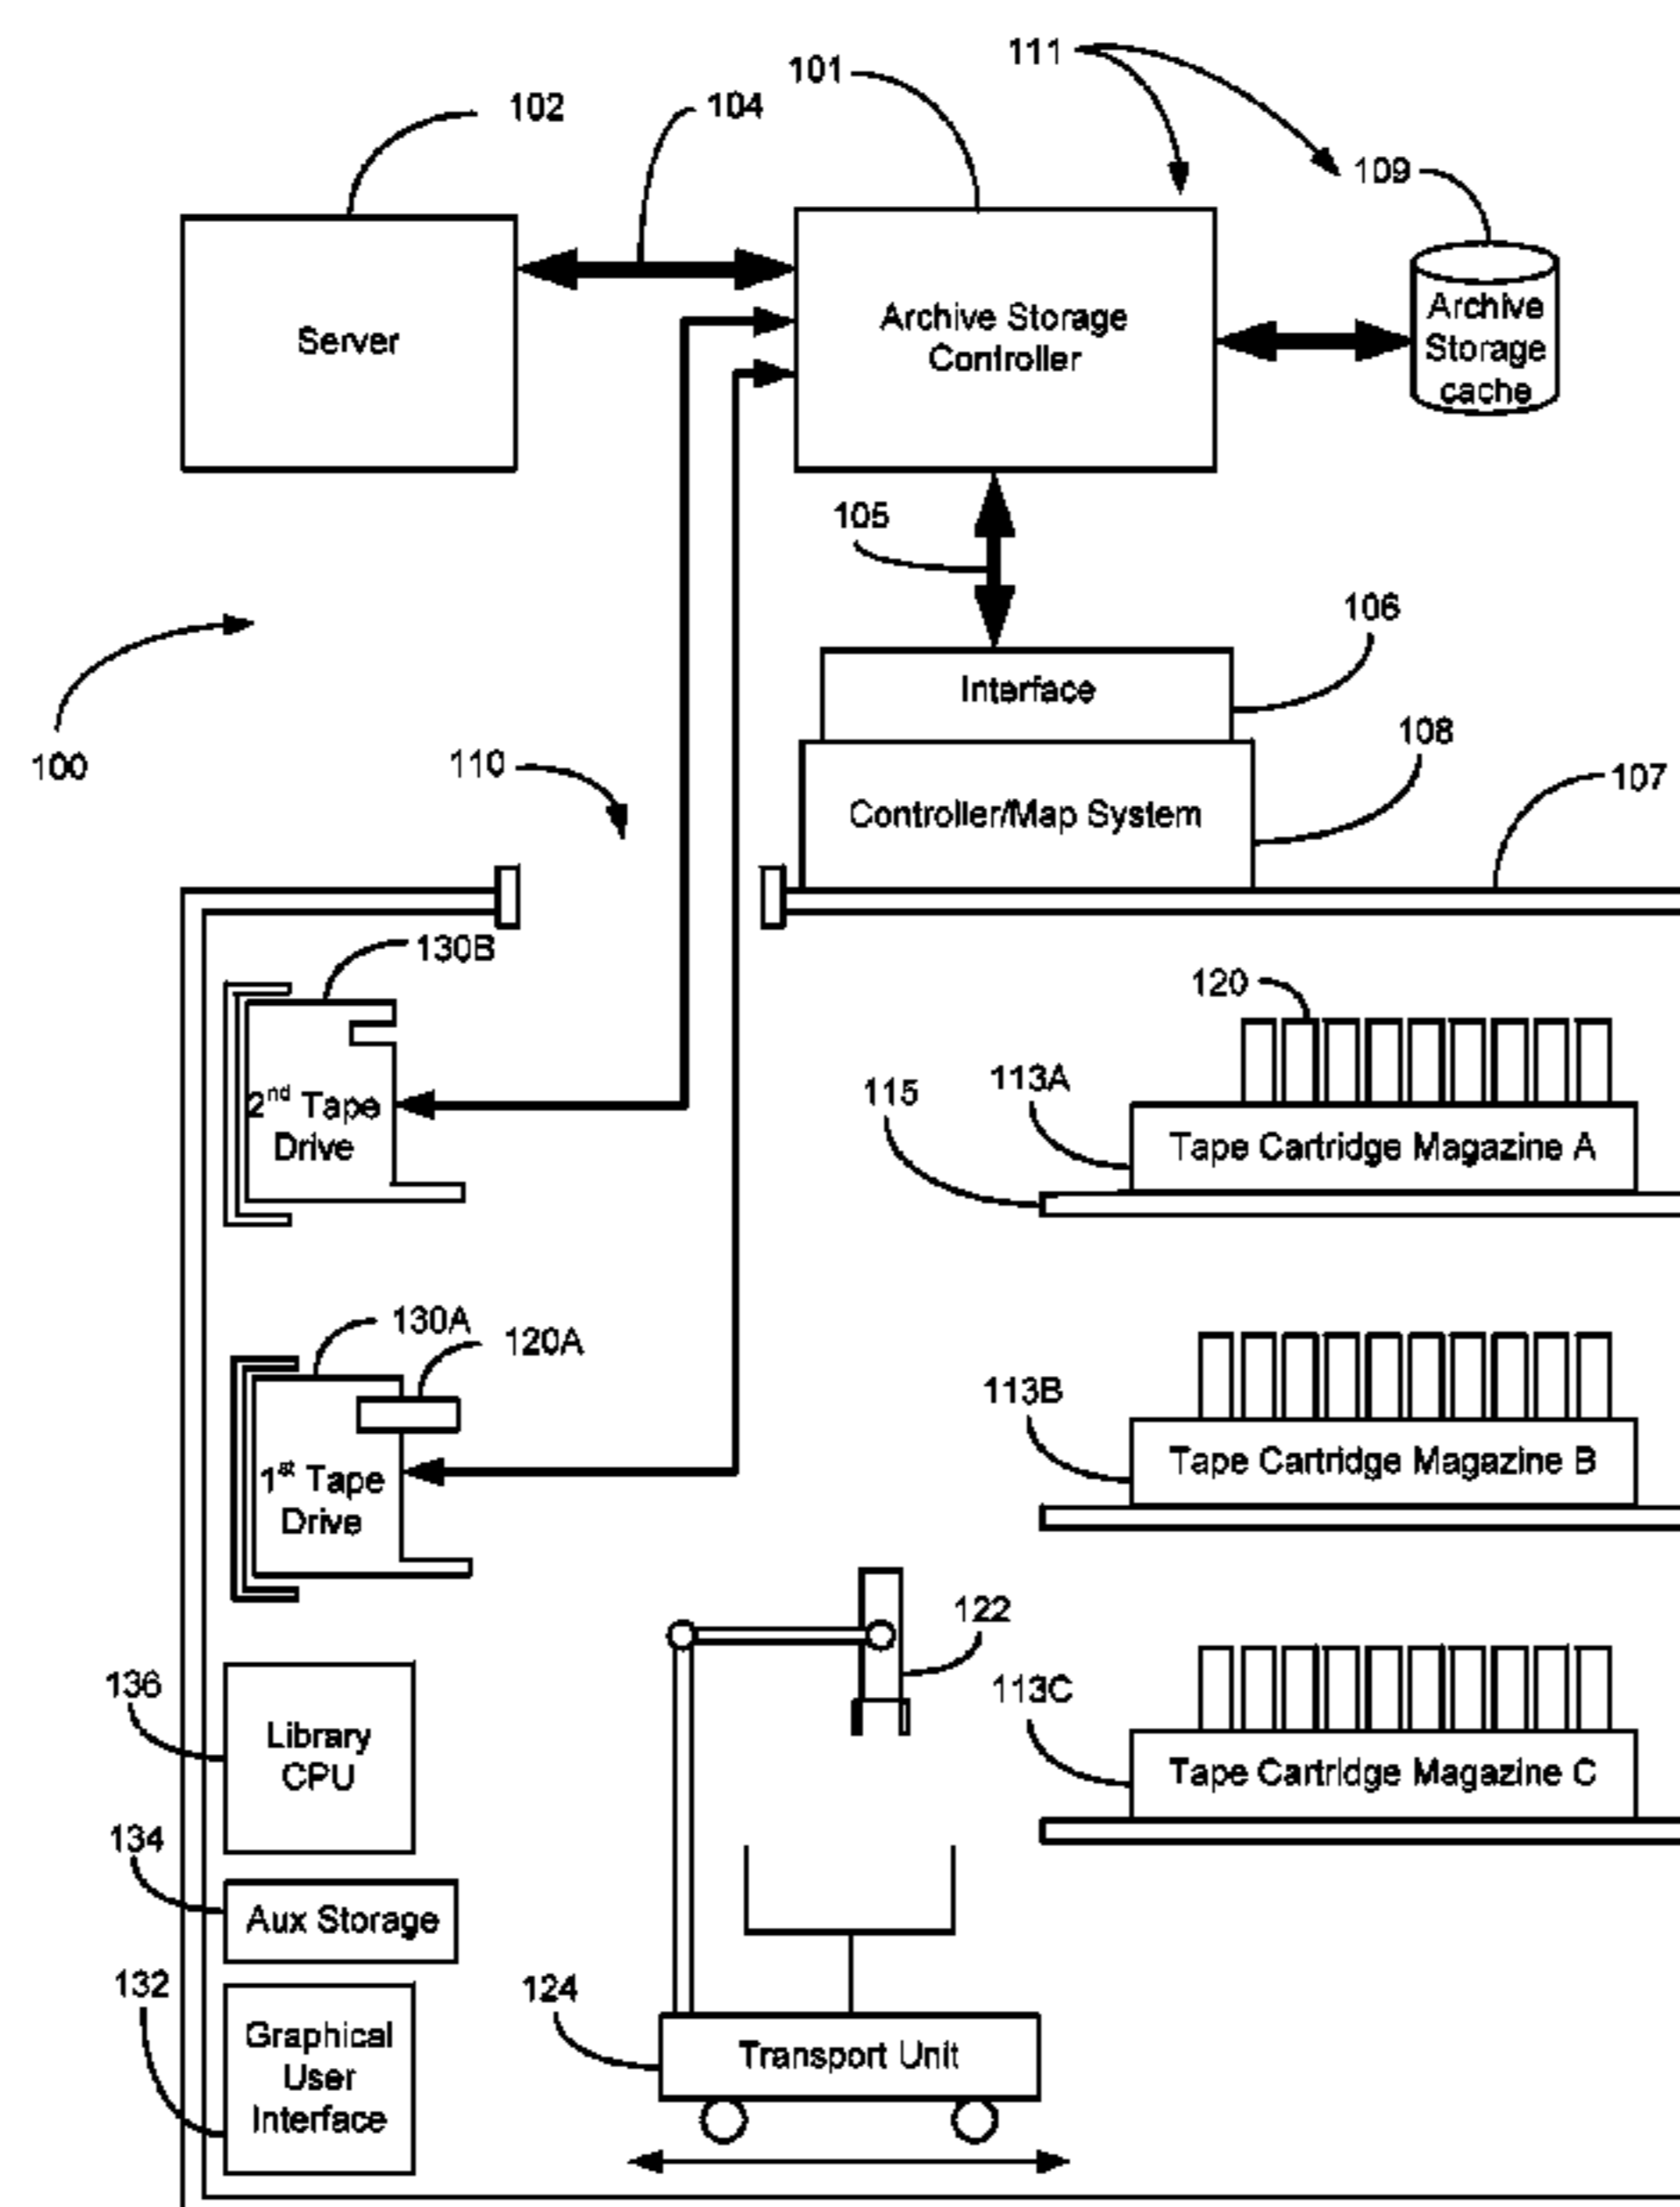 111
101
102
104
109
Server
Archive Storage
Controller
Archive
Storage
cache
105
106
Interface
100
110
108
107
Controller/Map System
130B
120
2nd Tape
Drive
115
113A
Tape Cartridge Magazine A
130A
120A
113B
1st Tape
Drive
Tape Cartridge Magazine B
122
136
113C
Library
CPU
Tape Cartridge Magazine C
134
Aux Storage
132
124
Graphical
User
Interface
Transport Unit